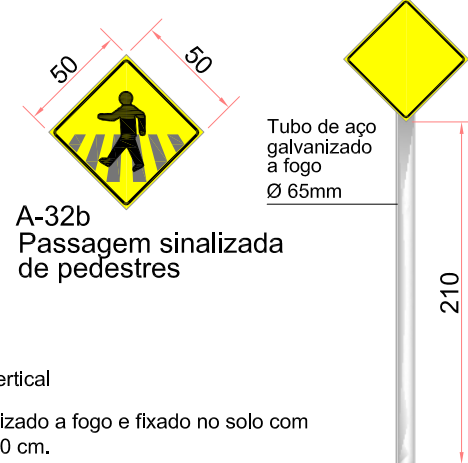 50
50
Tubo de aço
galvanizado
a fogo
Ø 65mm
A-32b
Passagem sinalizada
de pedestres
210
ertical
izado a fogo e fixado no solo com
0 cm.